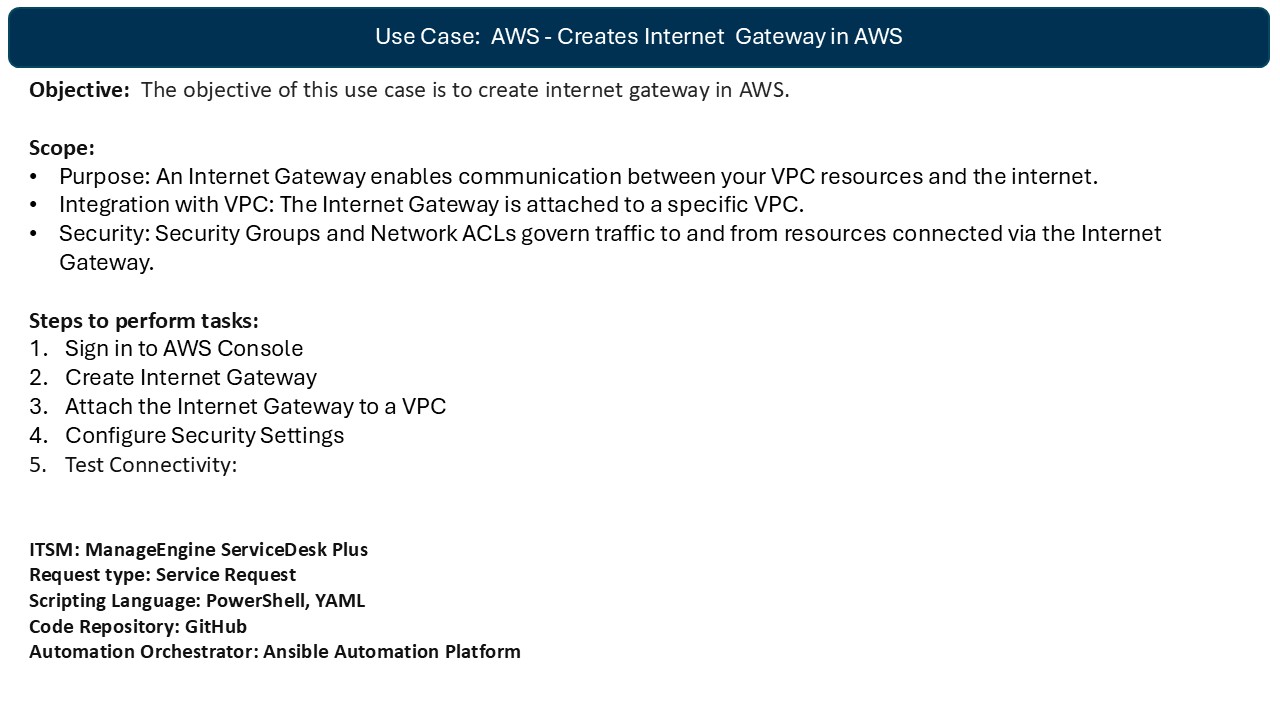 Use Case:  AWS - Creates Internet  Gateway in AWS
Objective:  The objective of this use case is to create internet gateway in AWS.
Scope:
• Purpose: An Internet Gateway enables communication between your VPC resources and the internet.
• Integration with VPC: The Internet Gateway is attached to a specific VPC.
• Security: Security Groups and Network ACLs govern traffic to and from resources connected via the Internet
Gateway.
Steps to perform tasks:
1. Sign in to AWS Console
2. Create Internet Gateway
3. Attach the Internet Gateway to a VPC
4. Configure Security Settings
5. Test Connectivity:
ITSM: ManageEngine ServiceDesk Plus
Request type: Service Request
Scripting Language: PowerShell, YAML
Code Repository: GitHub
Automation Orchestrator: Ansible Automation Platform